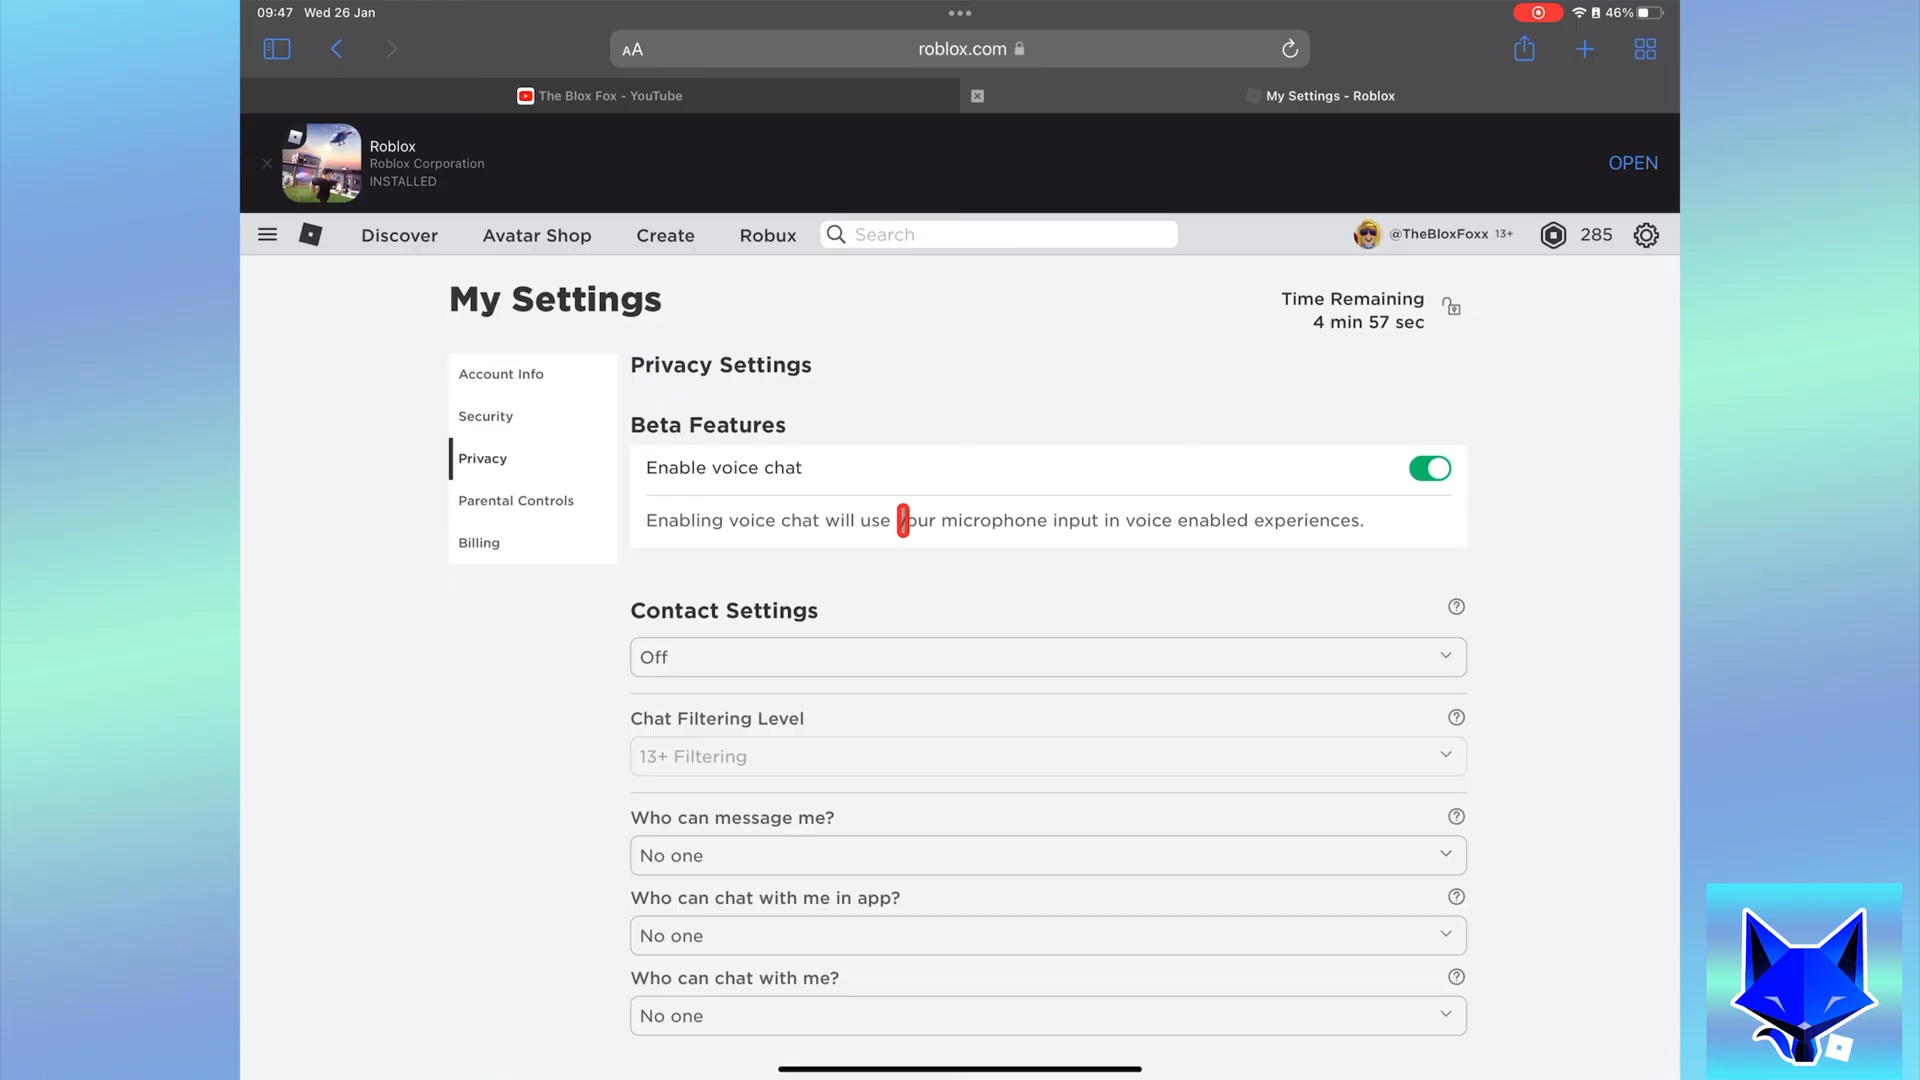 09:47 Wed 26 Jan
46%
AA
roblox.com
The Blox Fox - YouTube
My Settings - Roblox
Roblox
Roblox Corporation
INSTALLED
OPEN
Discover
Avatar Shop
Create
Robux
Search
@TheBloxFoxx 13+
285
My Settings
Time Remaining
4 min 57 sec
Account Info
Security
Privacy
Parental Controls
Billing
Privacy Settings
Beta Features
Enable voice chat
Enabling voice chat will use your microphone input in voice enabled experiences.
Contact Settings
Off
Chat Filtering Level
13+ Filtering
Who can message me?
No one
Who can chat with me in app?
No one
Who can chat with me?
No one